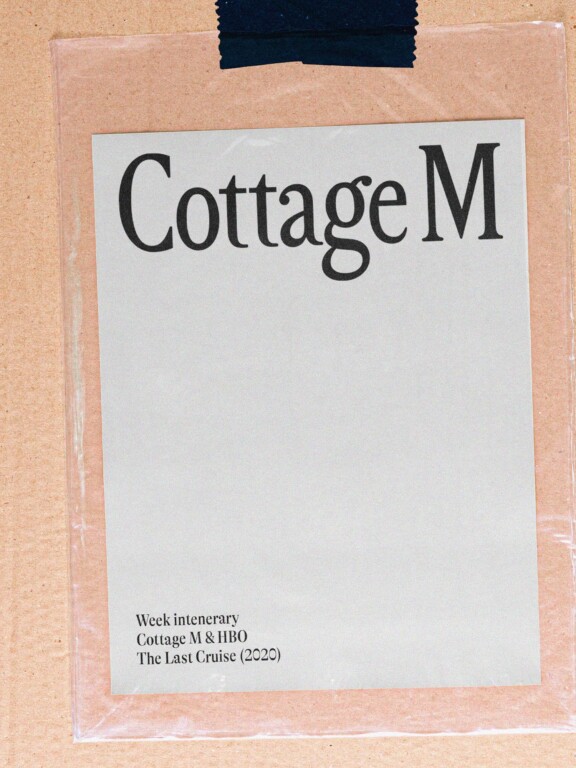 Cottage M
Week intenerary
Cottage M & HBO
The Last Cruise (2020)